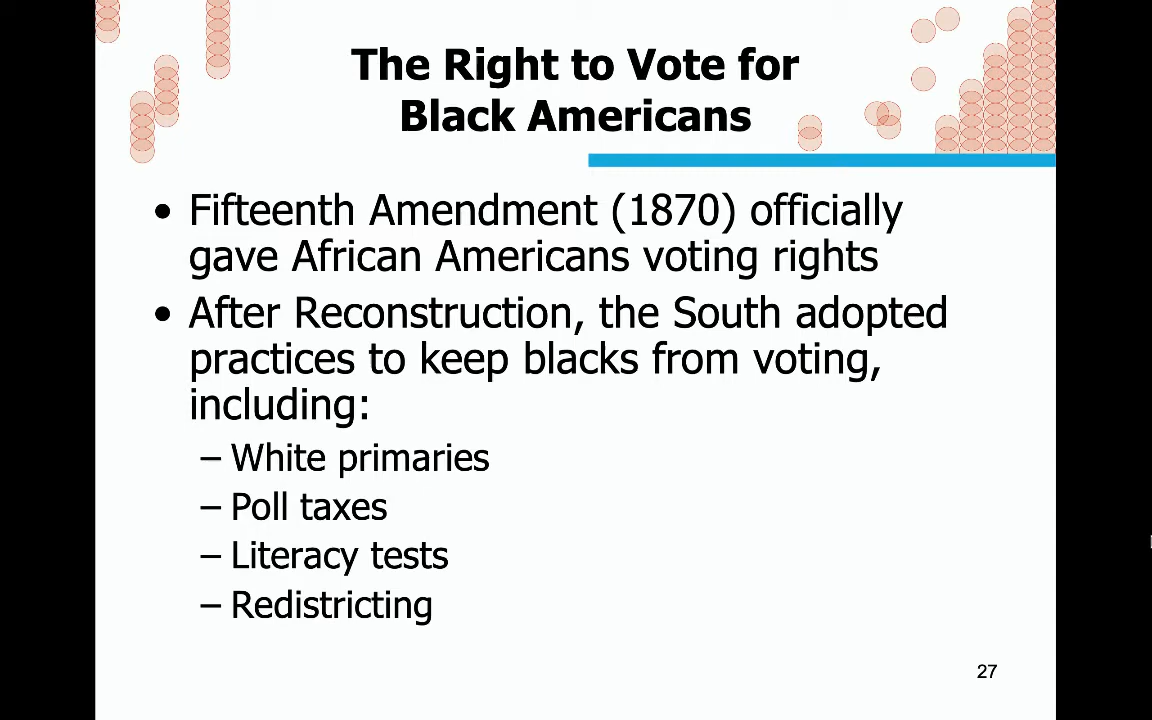 The Right to Vote for
Black Americans
• Fifteenth Amendment (1870) officially
gave African Americans voting rights
• After Reconstruction, the South adopted
practices to keep blacks from voting,
including:
– White primaries
– Poll taxes
– Literacy tests
– Redistricting
27